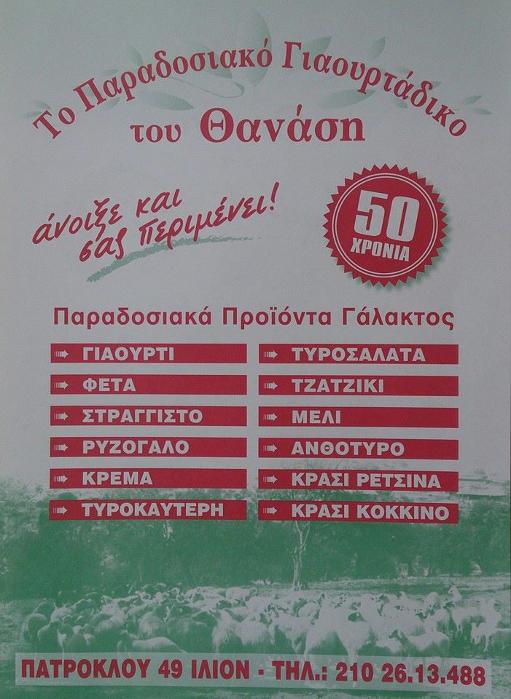 Το Παραδοσιακό Γιαουρτάδικο
του Θανάση
άνοιξε και
σας περιμένει!
50
ΧΡΟΝΙΑ
Παραδοσιακά Προϊόντα Γάλακτος
ΓΙΑΟΥΡΤΙ
ΤΥΡΟΣΑΛΑΤΑ
ΦΕΤΑ
ΤΖΑΤΖΙΚΙ
ΣΤΡΑΓΓΙΣΤΟ
ΜΕΛΙ
ΡΥΖΟΓΑΛΟ
ΑΝΘΟΤΥΡΟ
ΚΡΕΜΑ
ΚΡΑΣΙ ΡΕΤΣΙΝΑ
ΤΥΡΟΚΑΥΤΕΡΗ
ΚΡΑΣΙ ΚΟΚΚΙΝΟ
ΠΑΤΡΟΚΛΟΥ 49 ΙΛΙΟΝ - ΤΗΛ.: 210 26.13.488